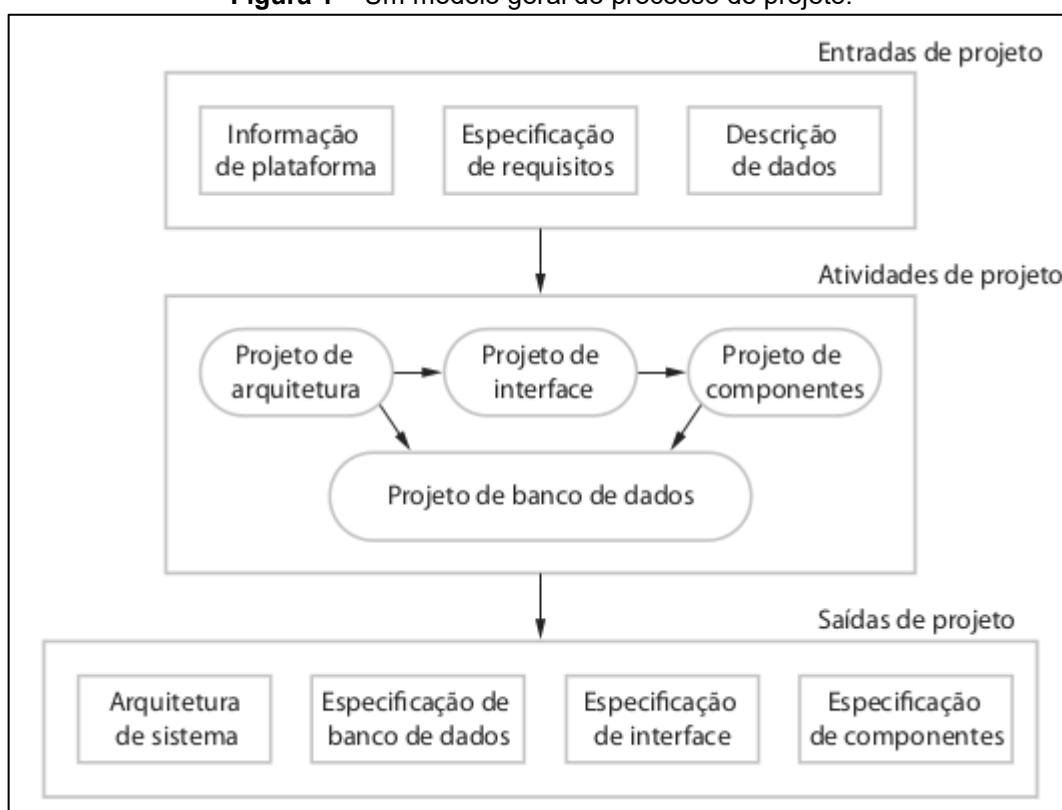 Figura 1 – Um modelo geral do processo de projeto.
Entradas de projeto
Informação
de plataforma
Especificação
de requisitos
Descrição
de dados
Atividades de projeto
Projeto de
arquitetura
Projeto de
interface
Projeto de
componentes
Projeto de banco de dados
Saídas de projeto
Arquitetura
de sistema
Especificação de
banco de dados
Especificação
de interface
Especificação
de componentes